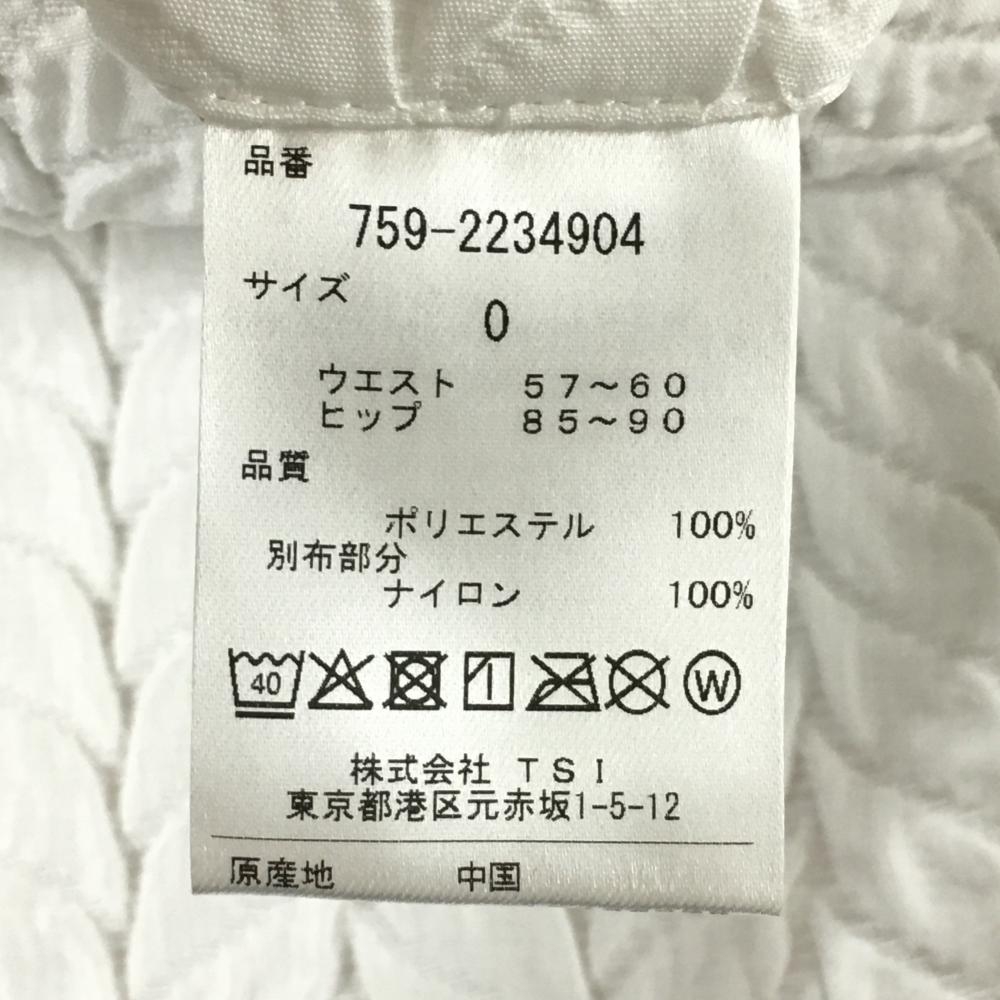 品番
759-2234904
サイズ
0
ウエスト 57〜60
ヒップ 85〜90
品質
ポリエステル 100%
別布部分
ナイロン 100%
40 W
株式会社 TSI
東京都港区元赤坂1-5-12
原産地 中国